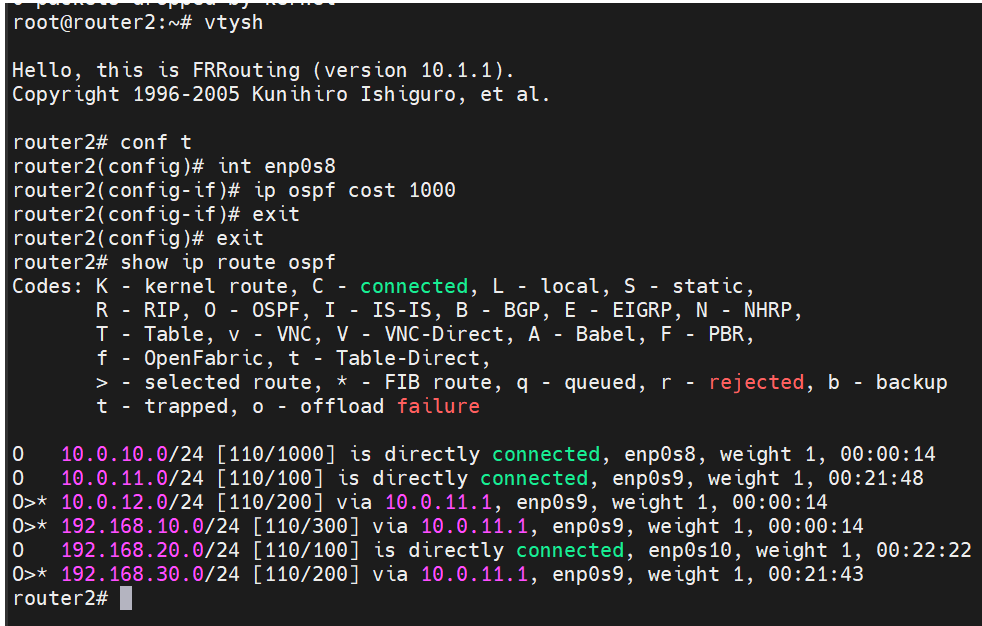 0 packets dropped by kernel
root@router2:~# vtysh
Hello, this is FRRouting (version 10.1.1).
Copyright 1996-2005 Kunihiro Ishiguro, et al.
router2# conf t
router2(config)# int enp0s8
router2(config-if)# ip ospf cost 1000
router2(config-if)# exit
router2(config)# exit
router2# show ip route ospf
Codes: K - kernel route, C - connected, L - local, S - static,
       R - RIP, O - OSPF, I - IS-IS, B - BGP, E - EIGRP, N - NHRP,
       T - Table, v - VNC, V - VNC-Direct, A - Babel, F - PBR,
       f - OpenFabric, t - Table-Direct,
       > - selected route, * - FIB route, q - queued, r - rejected, b - backup
       t - trapped, o - offload failure
O   10.0.10.0/24 [110/1000] is directly connected, enp0s8, weight 1, 00:00:14
O   10.0.11.0/24 [110/100] is directly connected, enp0s9, weight 1, 00:21:48
O>* 10.0.12.0/24 [110/200] via 10.0.11.1, enp0s9, weight 1, 00:00:14
O>* 192.168.10.0/24 [110/300] via 10.0.11.1, enp0s9, weight 1, 00:00:14
O   192.168.20.0/24 [110/100] is directly connected, enp0s10, weight 1, 00:22:22
O>* 192.168.30.0/24 [110/200] via 10.0.11.1, enp0s9, weight 1, 00:21:43
router2#